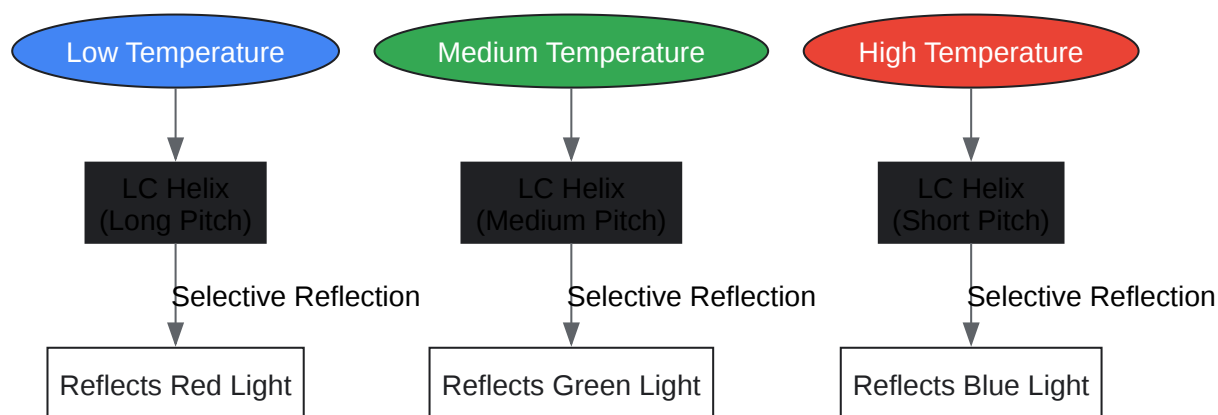 Low Temperature
Medium Temperature
High Temperature
LC Helix
(Long Pitch)
LC Helix
(Medium Pitch)
LC Helix
(Short Pitch)
Selective Reflection
Selective Reflection
Selective Reflection
Reflects Red Light
Reflects Green Light
Reflects Blue Light